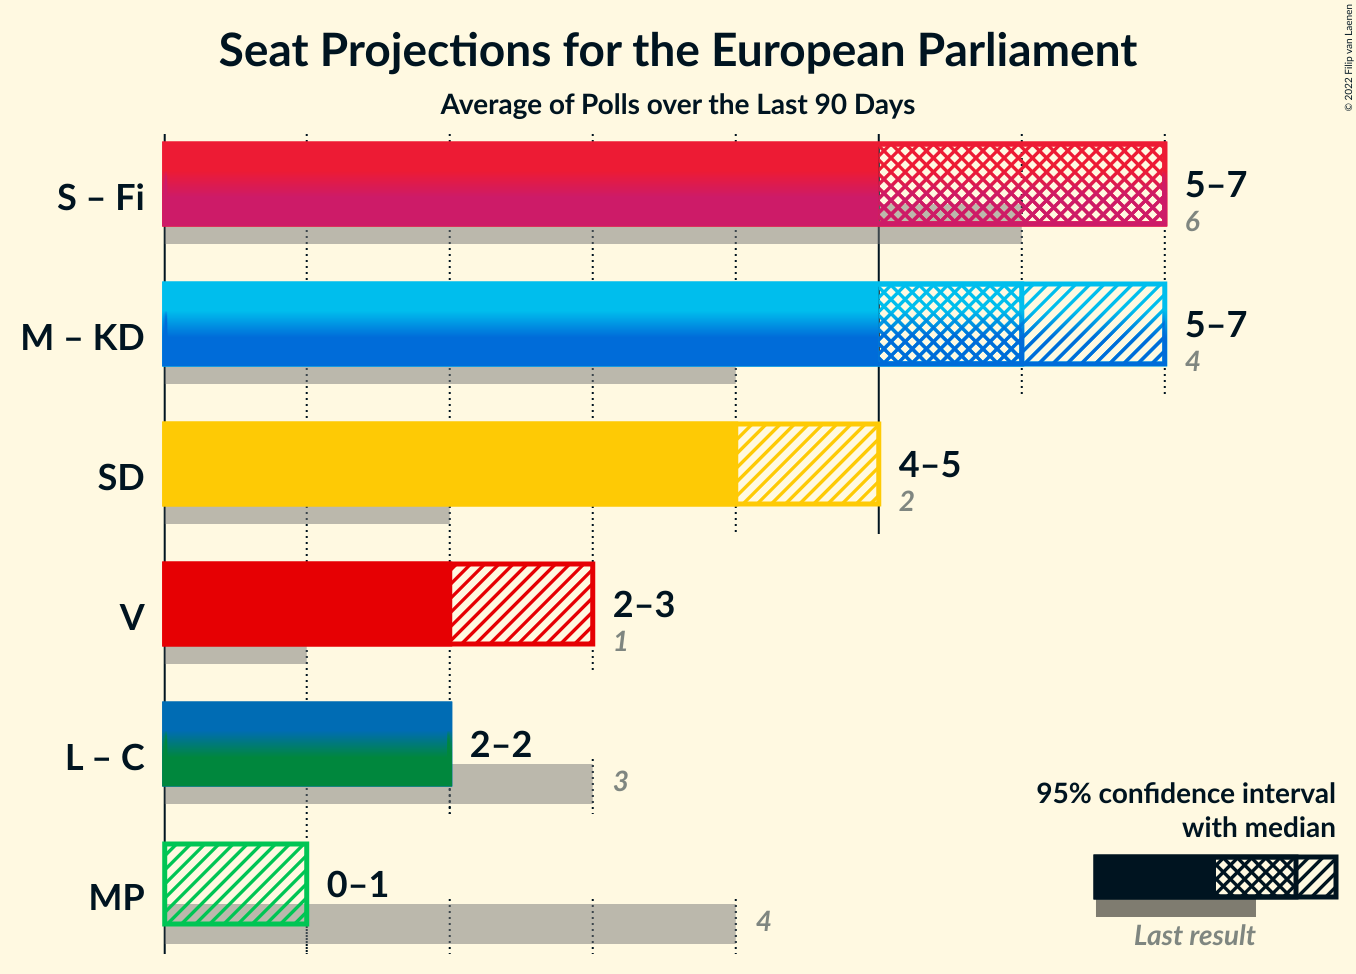 Seat Projections for the European Parliament
Average of Polls over the Last 90 Days
© 2022 Filip van Laenen
S – Fi
5–7
6
M – KD
5–7
4
SD
4–5
2
V
2–3
1
L – C
2–2
3
MP
0–1
4
95% confidence interval
with median
Last result